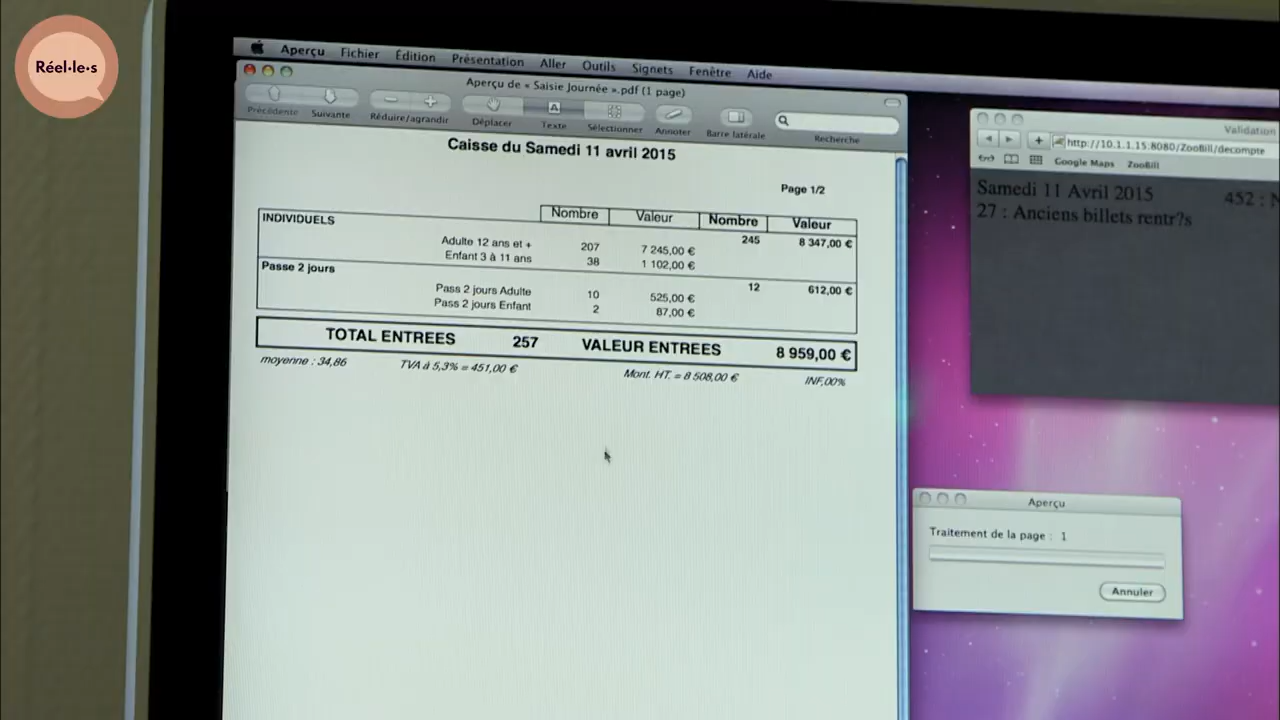 Réel·le·s
Aperçu Fichier Édition Présentation Aller Outils Signets Fenêtre Aide
Aperçu de « Saisie Journée ».pdf (1 page)
Précédente Suivante Réduire/agrandir Déplacer Texte Sélectionner Annoter Barre latérale Recherche
Caisse du Samedi 11 avril 2015
Page 1/2
Nombre Valeur Nombre Valeur
INDIVIDUELS 245 8 347,00 €
Adulte 12 ans et + 207 7 245,00 €
Enfant 3 à 11 ans 38 1 102,00 €
Passe 2 jours 12 612,00 €
Pass 2 jours Adulte 10 525,00 €
Pass 2 jours Enfant 2 87,00 €
TOTAL ENTREES 257 VALEUR ENTREES 8 959,00 €
moyenne : 34,86 TVA à 5,3% = 451,00 € Mont. HT. = 8 508,00 € INF,00%
Validation
http://10.1.1.15:8080/ZooBill/decompte
Google Maps ZooBill
Samedi 11 Avril 2015 452 : N
27 : Anciens billets rentr?s
Aperçu
Traitement de la page : 1
Annuler